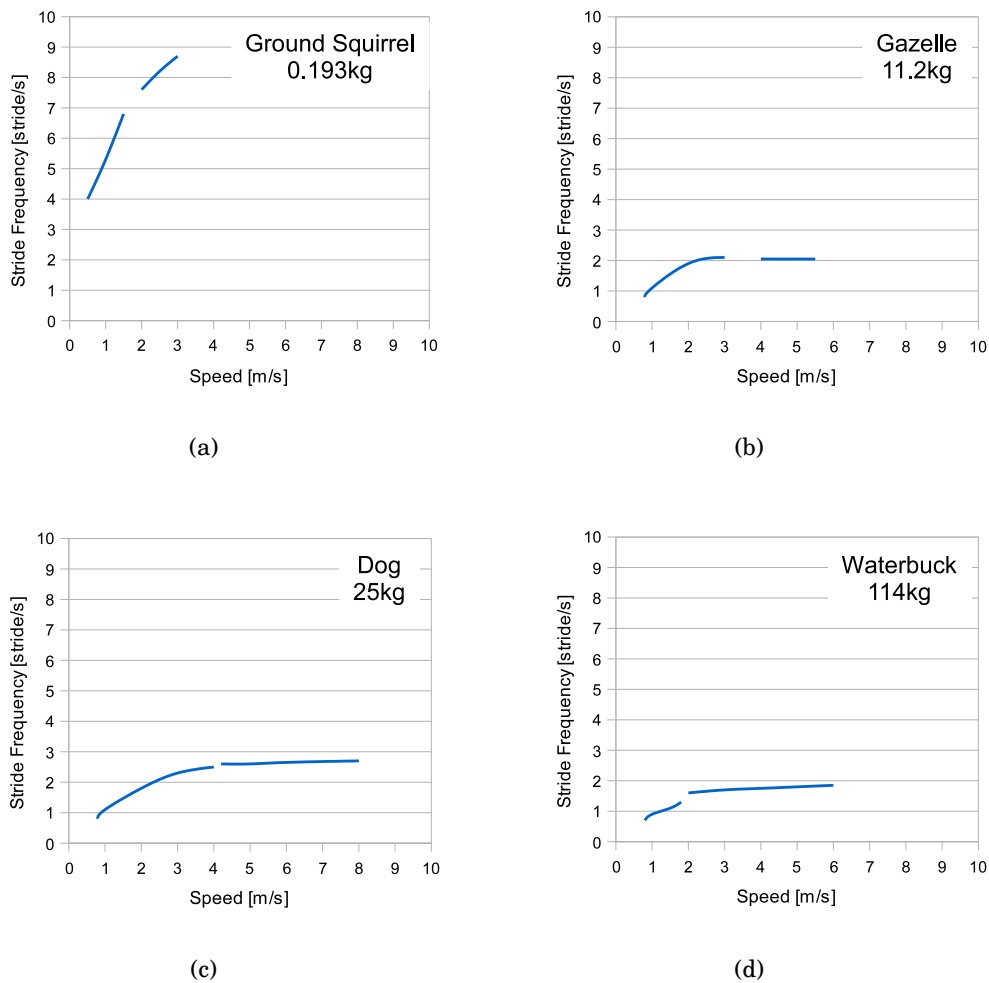 Ground Squirrel
0.193kg
Stride Frequency [stride/s]
10
9
8
7
6
5
4
3
2
1
0
0 1 2 3 4 5 6 7 8 9 10
Speed [m/s]
(a)
Gazelle
11.2kg
Stride Frequency [stride/s]
10
9
8
7
6
5
4
3
2
1
0
0 1 2 3 4 5 6 7 8 9 10
Speed [m/s]
(b)
Dog
25kg
Stride Frequency [stride/s]
10
9
8
7
6
5
4
3
2
1
0
0 1 2 3 4 5 6 7 8 9 10
Speed [m/s]
(c)
Waterbuck
114kg
Stride Frequency [stride/s]
10
9
8
7
6
5
4
3
2
1
0
0 1 2 3 4 5 6 7 8 9 10
Speed [m/s]
(d)